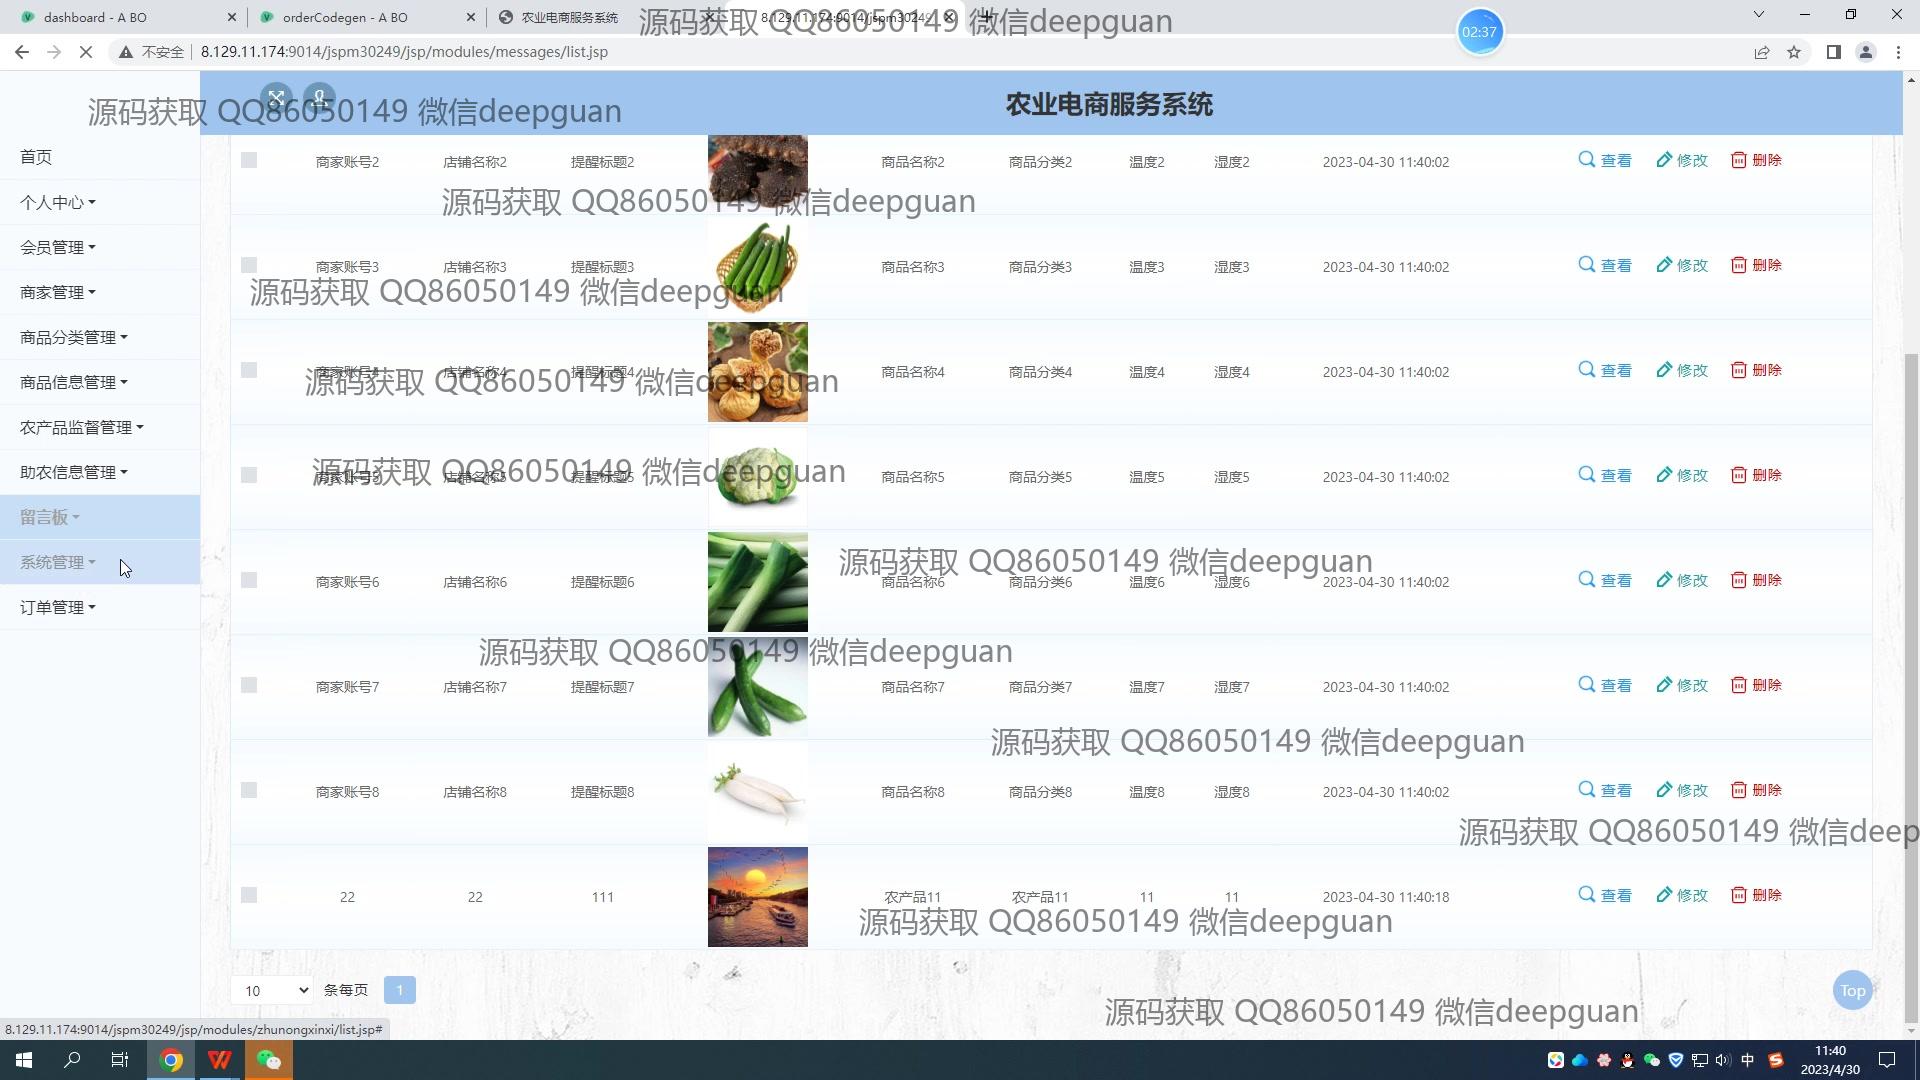 dashboard - A BO
orderCodegen - A BO
农业电商服务系统
8.129.11.174:9014/jspm30249
源码获取 QQ86050149 微信deepguan
02:37
不安全 8.129.11.174:9014/jspm30249/jsp/modules/messages/list.jsp
源码获取 QQ86050149 微信deepguan
农业电商服务系统
首页
个人中心
会员管理
商家管理
商品分类管理
商品信息管理
农产品监督管理
助农信息管理
留言板
系统管理
订单管理
商家账号2 店铺名称2 提醒标题2 商品名称2 商品分类2 温度2 湿度2 2023-04-30 11:40:02 查看 修改 删除
源码获取 QQ86050149 微信deepguan
商家账号3 店铺名称3 提醒标题3 商品名称3 商品分类3 温度3 湿度3 2023-04-30 11:40:02 查看 修改 删除
源码获取 QQ86050149 微信deepguan
商家账号4 店铺名称4 提醒标题4 商品名称4 商品分类4 温度4 湿度4 2023-04-30 11:40:02 查看 修改 删除
源码获取 QQ86050149 微信deepguan
商家账号5 店铺名称5 提醒标题5 商品名称5 商品分类5 温度5 湿度5 2023-04-30 11:40:02 查看 修改 删除
源码获取 QQ86050149 微信deepguan
源码获取 QQ86050149 微信deepguan
商家账号6 店铺名称6 提醒标题6 商品名称6 商品分类6 温度6 湿度6 2023-04-30 11:40:02 查看 修改 删除
源码获取 QQ86050149 微信deepguan
商家账号7 店铺名称7 提醒标题7 商品名称7 商品分类7 温度7 湿度7 2023-04-30 11:40:02 查看 修改 删除
源码获取 QQ86050149 微信deepguan
商家账号8 店铺名称8 提醒标题8 商品名称8 商品分类8 温度8 湿度8 2023-04-30 11:40:02 查看 修改 删除
源码获取 QQ86050149 微信deep
22 22 111 农产品11 农产品11 11 11 2023-04-30 11:40:18 查看 修改 删除
源码获取 QQ86050149 微信deepguan
10 条每页 1
Top
源码获取 QQ86050149 微信deepguan
8.129.11.174:9014/jspm30249/jsp/modules/zhunongxinxi/list.jsp#
中
11:40
2023/4/30